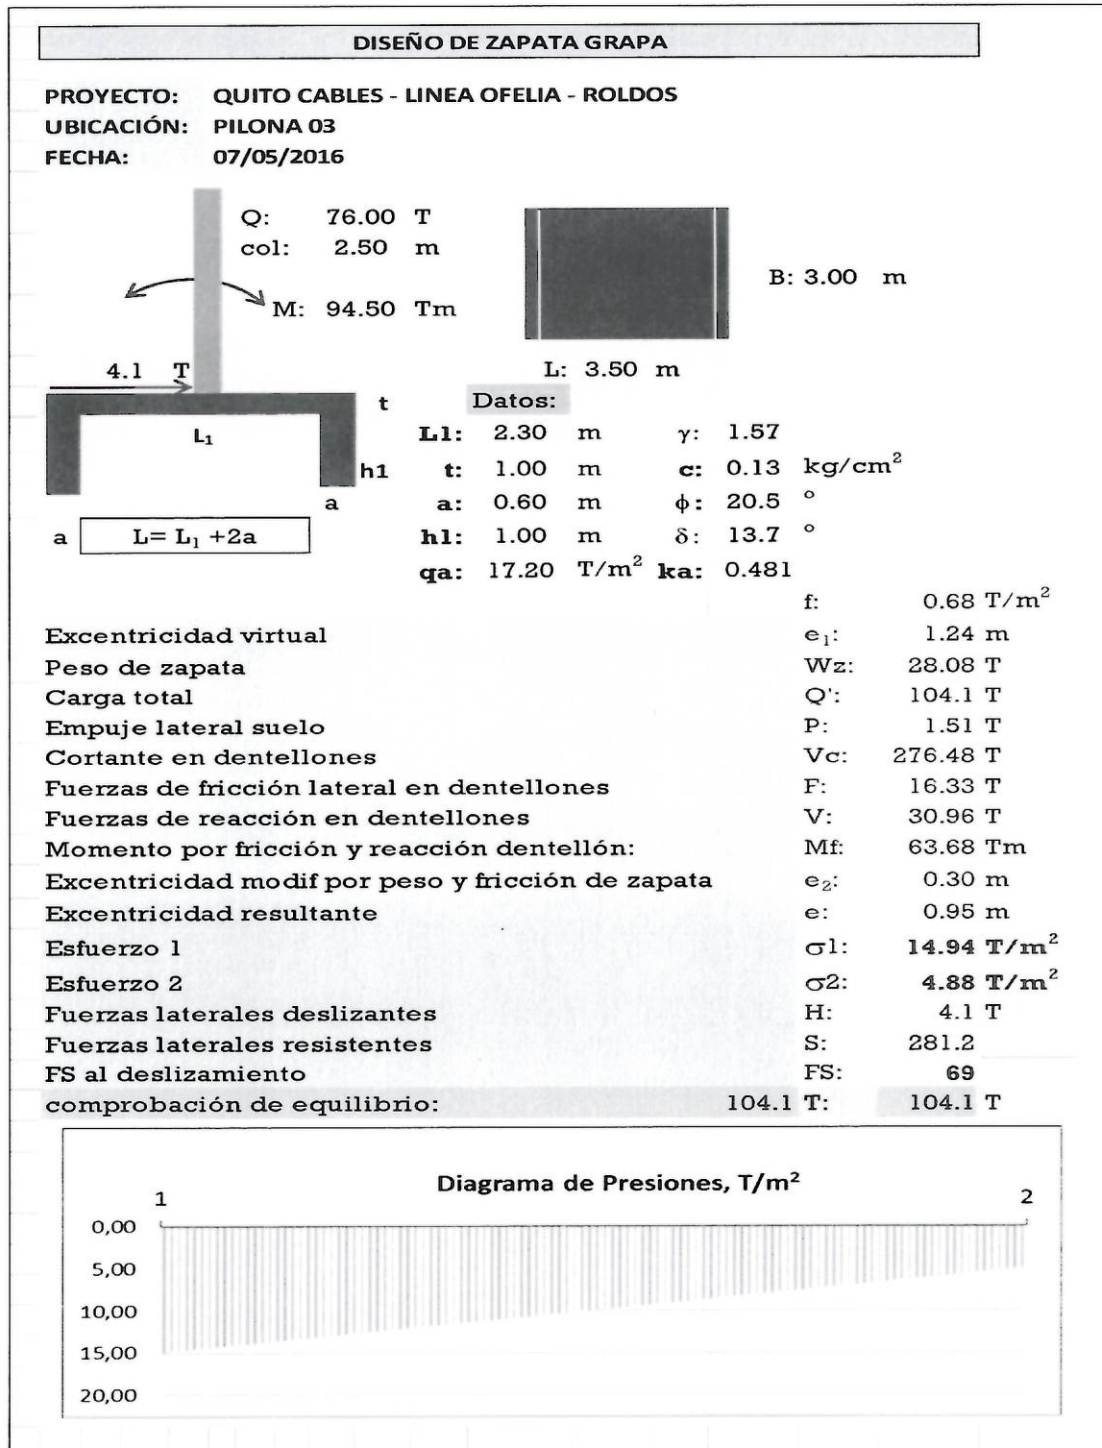 DISEÑO DE ZAPATA GRAPA
PROYECTO: QUITO CABLES - LINEA OFELIA - ROLDOS
UBICACIÓN: PILONA 03
FECHA: 07/05/2016
Q: 76.00 T
col: 2.50 m
B: 3.00 m
M: 94.50 Tm
4.1 T
L: 3.50 m
t
Datos:
L₁
L1: 2.30 m γ: 1.57
h1
t: 1.00 m c: 0.13 kg/cm²
a
a: 0.60 m ϕ: 20.5 °
a L= L₁ +2a
h1: 1.00 m δ: 13.7 °
qa: 17.20 T/m² ka: 0.481
f: 0.68 T/m²
Excentricidad virtual e₁: 1.24 m
Peso de zapata Wz: 28.08 T
Carga total Q': 104.1 T
Empuje lateral suelo P: 1.51 T
Cortante en dentellones Vc: 276.48 T
Fuerzas de fricción lateral en dentellones F: 16.33 T
Fuerzas de reacción en dentellones V: 30.96 T
Momento por fricción y reacción dentellón: Mf: 63.68 Tm
Excentricidad modif por peso y fricción de zapata e₂: 0.30 m
Excentricidad resultante e: 0.95 m
Esfuerzo 1 σ1: 14.94 T/m²
Esfuerzo 2 σ2: 4.88 T/m²
Fuerzas laterales deslizantes H: 4.1 T
Fuerzas laterales resistentes S: 281.2
FS al deslizamiento FS: 69
comprobación de equilibrio: 104.1 T: 104.1 T
Diagrama de Presiones, T/m²
1 2
0,00
5,00
10,00
15,00
20,00